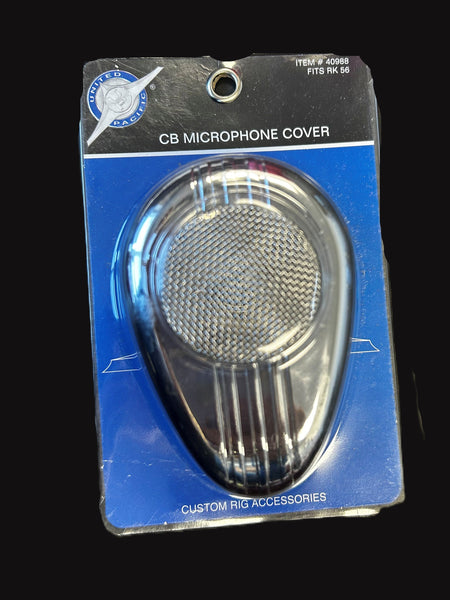 ITEM # 40988
FITS RK 56
UNITED
PACIFIC
CB MICROPHONE COVER
CUSTOM RIG ACCESSORIES